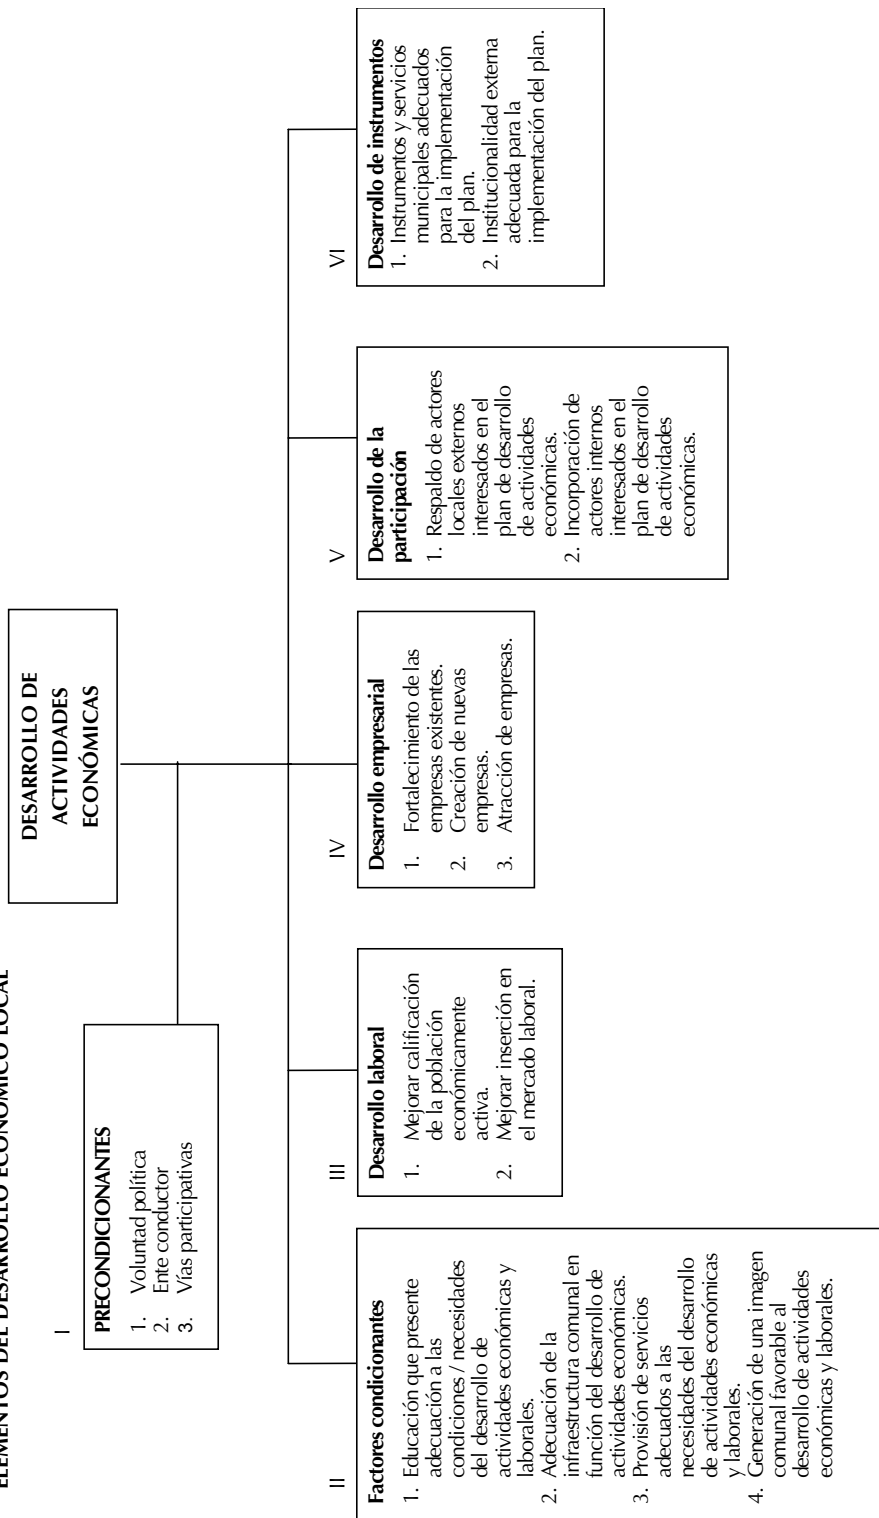 ELEMENTOS DEL DESARROLLO ECONÓMICO LOCAL
DESARROLLO DE
ACTIVIDADES
ECONÓMICAS
I
PRECONDICIONANTES
1. Voluntad política
2. Ente conductor
3. Vías participativas
II
Factores condicionantes
1. Educación que presente
adecuación a las
condiciones / necesidades
del desarrollo de
actividades económicas y
laborales.
2. Adecuación de la
infraestructura comunal en
función del desarrollo de
actividades económicas.
3. Provisión de servicios
adecuados a las
necesidades del desarrollo
de actividades económicas
y laborales.
4. Generación de una imagen
comunal favorable al
desarrollo de actividades
económicas y laborales.
III
Desarrollo laboral
1. Mejorar calificación
de la población
económicamente
activa.
2. Mejorar inserción en
el mercado laboral.
IV
Desarrollo empresarial
1. Fortalecimiento de las
empresas existentes.
2. Creación de nuevas
empresas.
3. Atracción de empresas.
V
Desarrollo de la
participación
1. Respaldo de actores
locales externos
interesados en el
plan de desarrollo
de actividades
económicas.
2. Incorporación de
actores internos
interesados en el
plan de desarrollo
de actividades
económicas.
VI
Desarrollo de instrumentos
1. Instrumentos y servicios
municipales adecuados
para la implementación
del plan.
2. Institucionalidad externa
adecuada para la
implementación del plan.